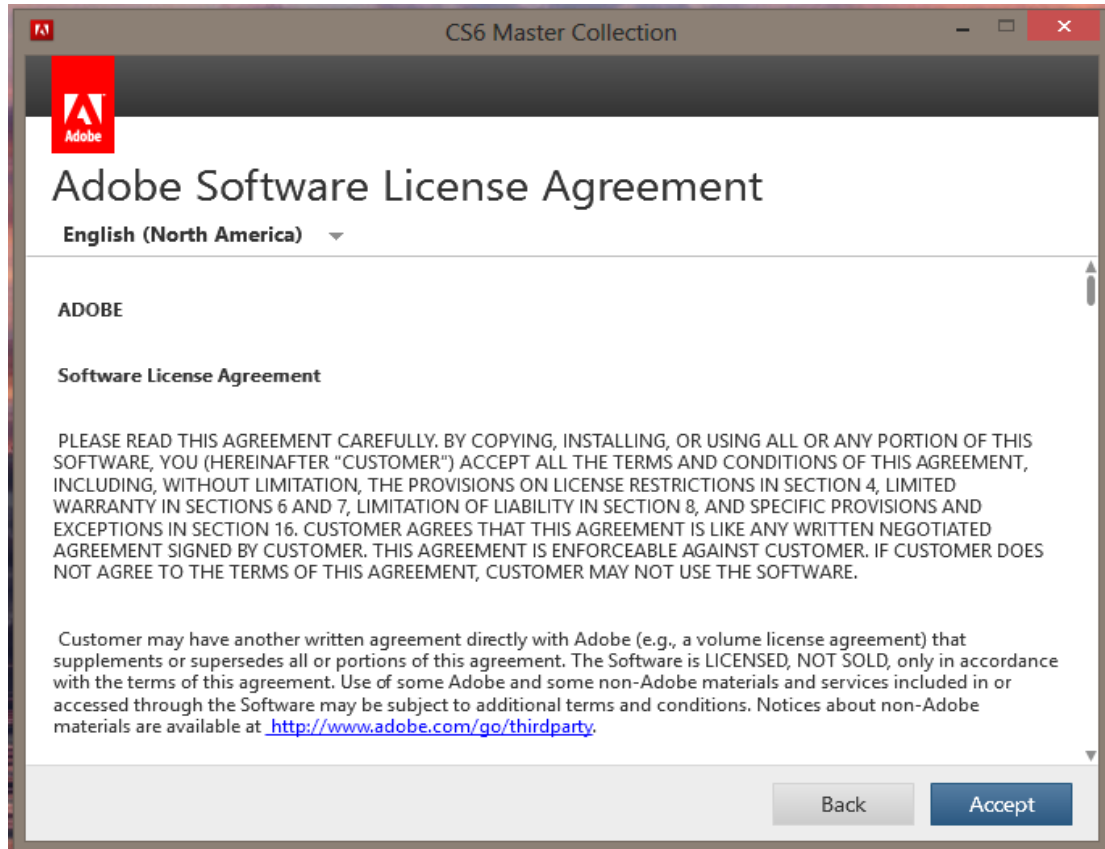 CS6 Master Collection
Adobe
Adobe Software License Agreement
English (North America)
ADOBE
Software License Agreement
PLEASE READ THIS AGREEMENT CAREFULLY. BY COPYING, INSTALLING, OR USING ALL OR ANY PORTION OF THIS
SOFTWARE, YOU (HEREINAFTER "CUSTOMER") ACCEPT ALL THE TERMS AND CONDITIONS OF THIS AGREEMENT,
INCLUDING, WITHOUT LIMITATION, THE PROVISIONS ON LICENSE RESTRICTIONS IN SECTION 4, LIMITED
WARRANTY IN SECTIONS 6 AND 7, LIMITATION OF LIABILITY IN SECTION 8, AND SPECIFIC PROVISIONS AND
EXCEPTIONS IN SECTION 16. CUSTOMER AGREES THAT THIS AGREEMENT IS LIKE ANY WRITTEN NEGOTIATED
AGREEMENT SIGNED BY CUSTOMER. THIS AGREEMENT IS ENFORCEABLE AGAINST CUSTOMER. IF CUSTOMER DOES
NOT AGREE TO THE TERMS OF THIS AGREEMENT, CUSTOMER MAY NOT USE THE SOFTWARE.
Customer may have another written agreement directly with Adobe (e.g., a volume license agreement) that
supplements or supersedes all or portions of this agreement. The Software is LICENSED, NOT SOLD, only in accordance
with the terms of this agreement. Use of some Adobe and some non-Adobe materials and services included in or
accessed through the Software may be subject to additional terms and conditions. Notices about non-Adobe
materials are available at http://www.adobe.com/go/thirdparty.
Back Accept